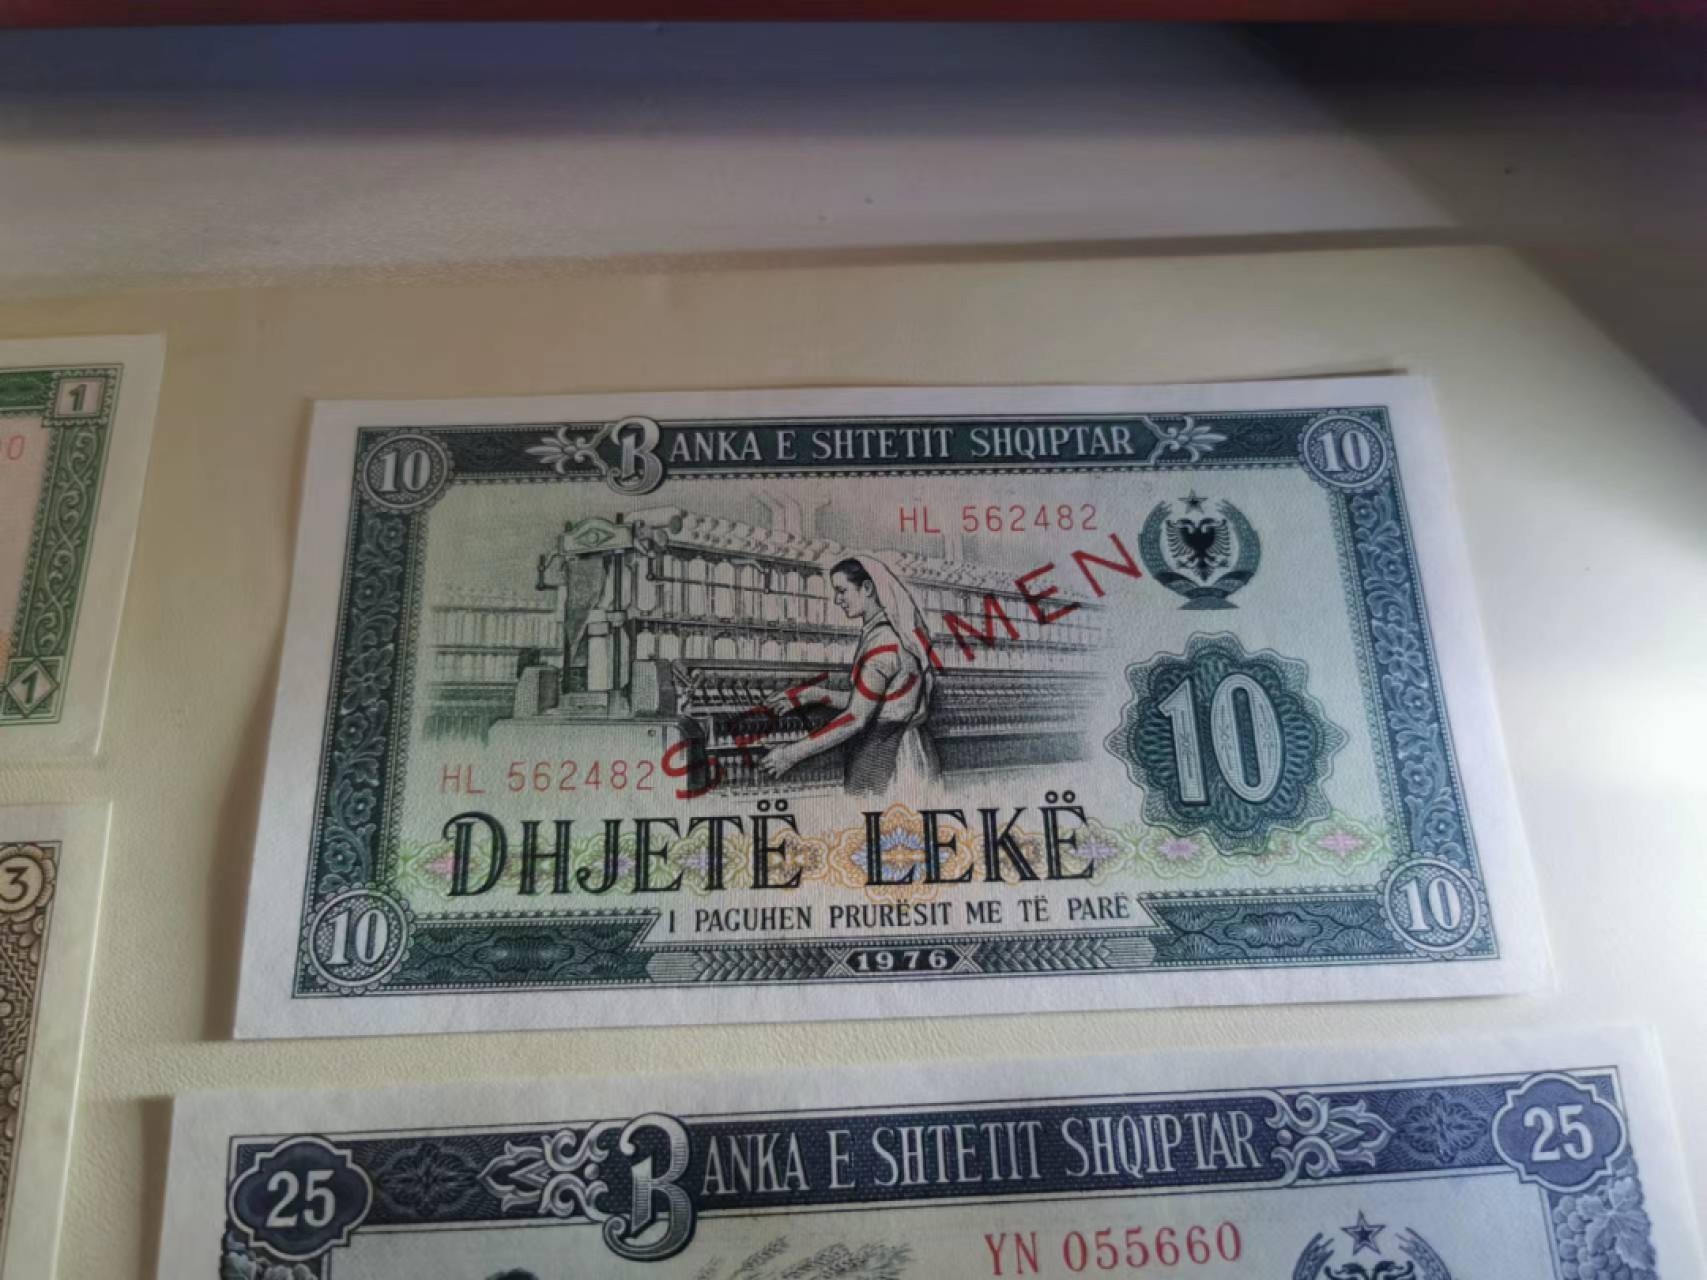 1
00
1
3
10
BANKA E SHTETIT SHQIPTAR
10
HL 562482
SPECIMEN
10
HL 562482
DHJETË LEKË
10
I PAGUHEN PRURËSIT ME TË PARË
10
1976
25
BANKA E SHTETIT SHQIPTAR
25
YN 055660